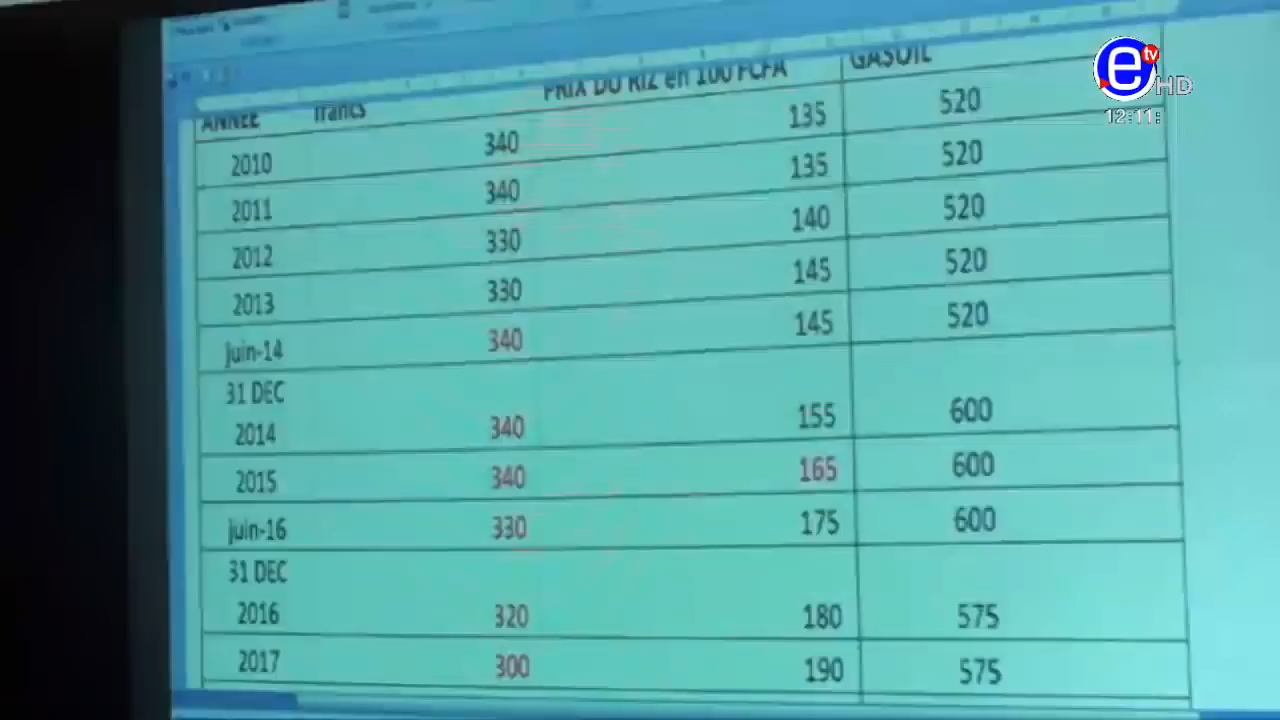 e tv
HD
12:11:
ANNEE francs PRIX DU RIZ en 100 FCFA GASOIL
2010 340 135 520
2011 340 135 520
2012 330 140 520
2013 330 145 520
juin-14 340 145 520
31 DEC
2014 340 155 600
2015 340 165 600
juin-16 330 175 600
31 DEC
2016 320 180 575
2017 300 190 575